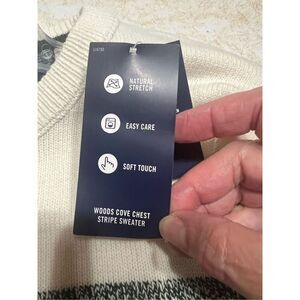 NATURAL
STRETCH
EASY CARE
SOFT TOUCH
WOODS COVE CHEST
STRIPE SWEATER